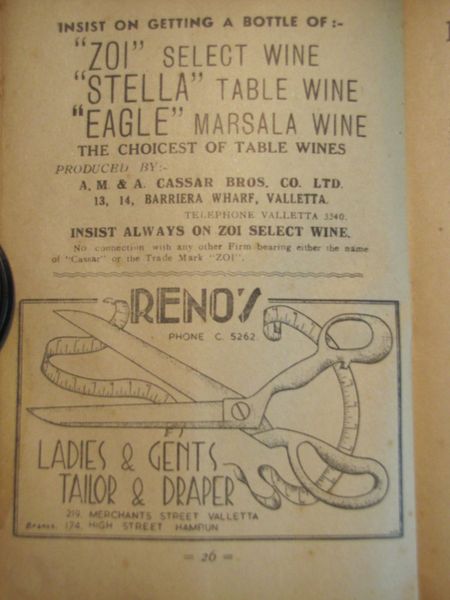 INSIST ON GETTING A BOTTLE OF :-
"ZOI" SELECT WINE
"STELLA" TABLE WINE
"EAGLE" MARSALA WINE
THE CHOICEST OF TABLE WINES
PRODUCED BY:-
A. M. & A. CASSAR BROS. CO. LTD.
13, 14, BARRIERA WHARF, VALLETTA.
TELEPHONE VALLETTA 3340.
INSIST ALWAYS ON ZOI SELECT WINE.
No connection with any other Firm bearing either the name
of "Cassar" or the Trade Mark "ZOI".
RENO'S
PHONE C. 5262
LADIES & GENTS
TAILOR & DRAPER
219, MERCHANTS STREET VALLETTA
Branch. 174, HIGH STREET HAMRUN
= 26 =